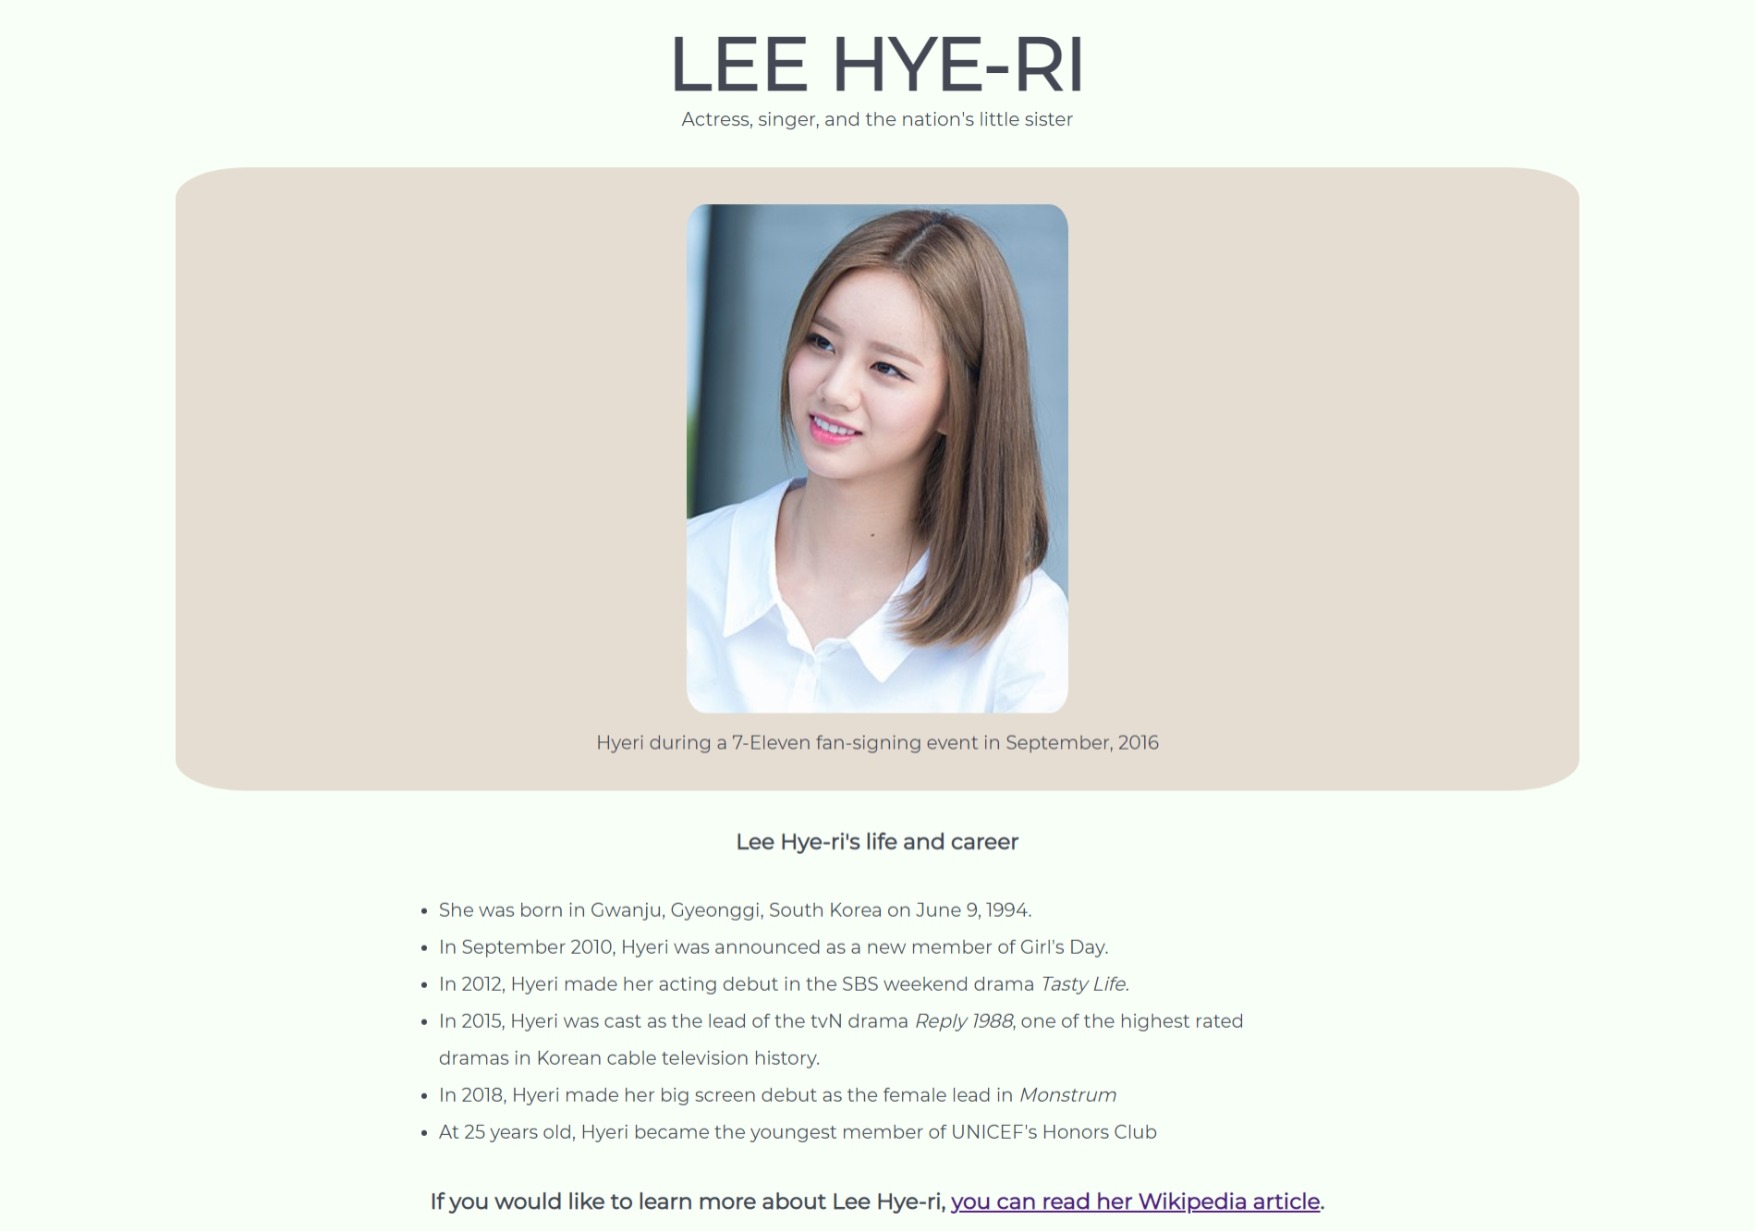 LEE HYE-RI
Actress, singer, and the nation's little sister
Hyeri during a 7-Eleven fan-signing event in September, 2016
Lee Hye-ri's life and career
• She was born in Gwanju, Gyeonggi, South Korea on June 9, 1994.
• In September 2010, Hyeri was announced as a new member of Girl's Day.
• In 2012, Hyeri made her acting debut in the SBS weekend drama Tasty Life.
• In 2015, Hyeri was cast as the lead of the tvN drama Reply 1988, one of the highest rated
dramas in Korean cable television history.
• In 2018, Hyeri made her big screen debut as the female lead in Monstrum
• At 25 years old, Hyeri became the youngest member of UNICEF's Honors Club
If you would like to learn more about Lee Hye-ri, you can read her Wikipedia article.